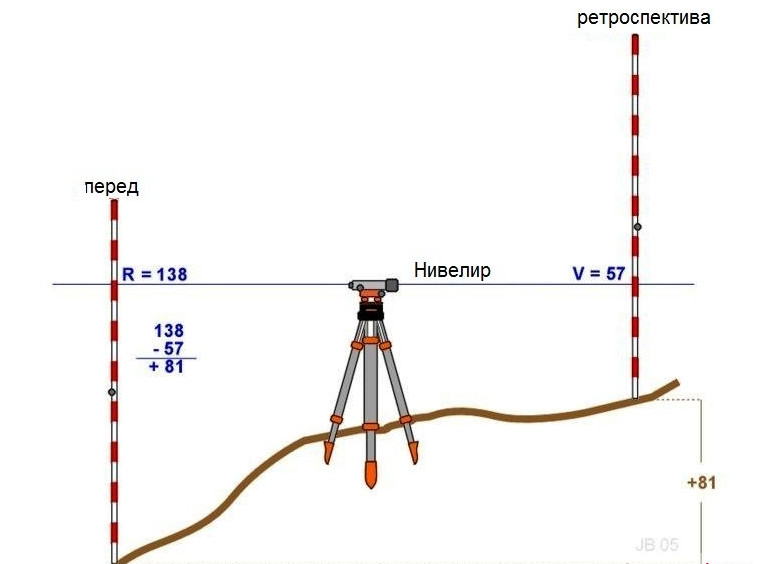 ретроспектива
перед
R = 138
Нивелир
V = 57
138
- 57
+ 81
+81
JB 05